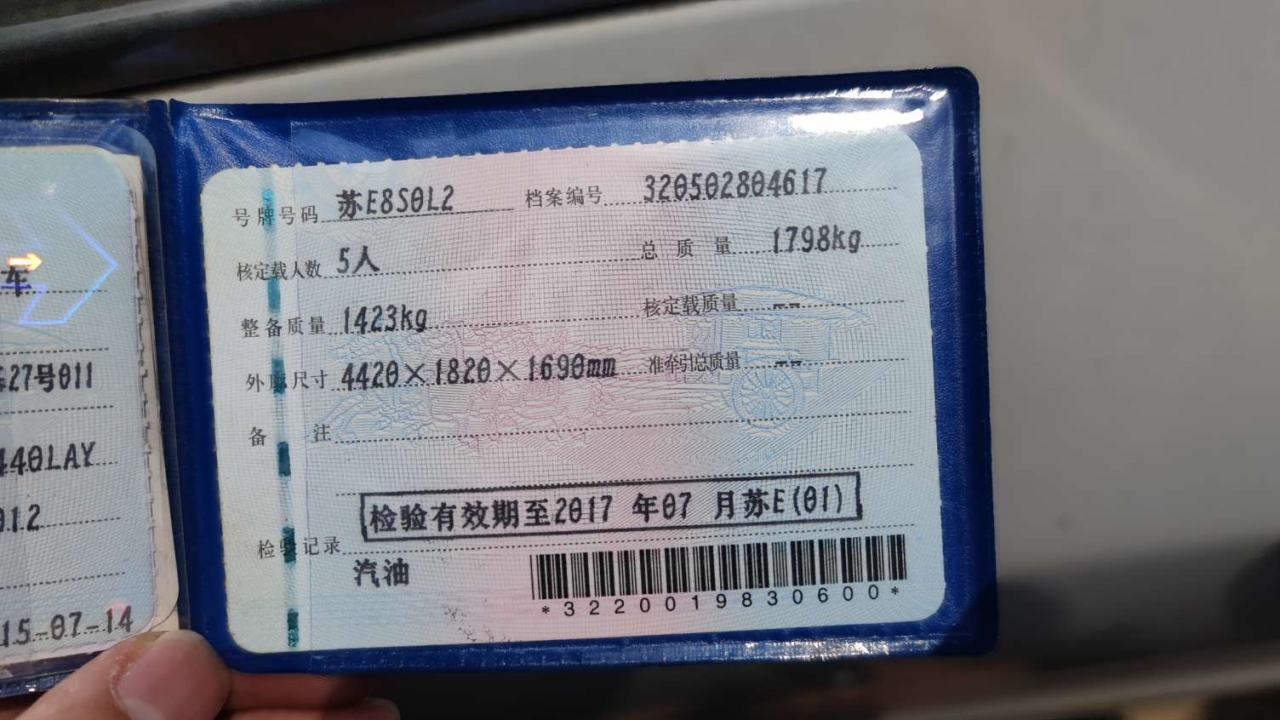 车
27号011
440LAY
01.2
15-07-14
号牌号码 苏E8S0L2 档案编号 320502804617
核定载人数 5人 总质量 1798kg
整备质量 1423kg 核定载质量 --
外廓尺寸 4420×1820×1690mm 准牵引总质量 --
备注
检验有效期至2017 年07 月苏E(01)
检验记录
汽油
*3220019830600*